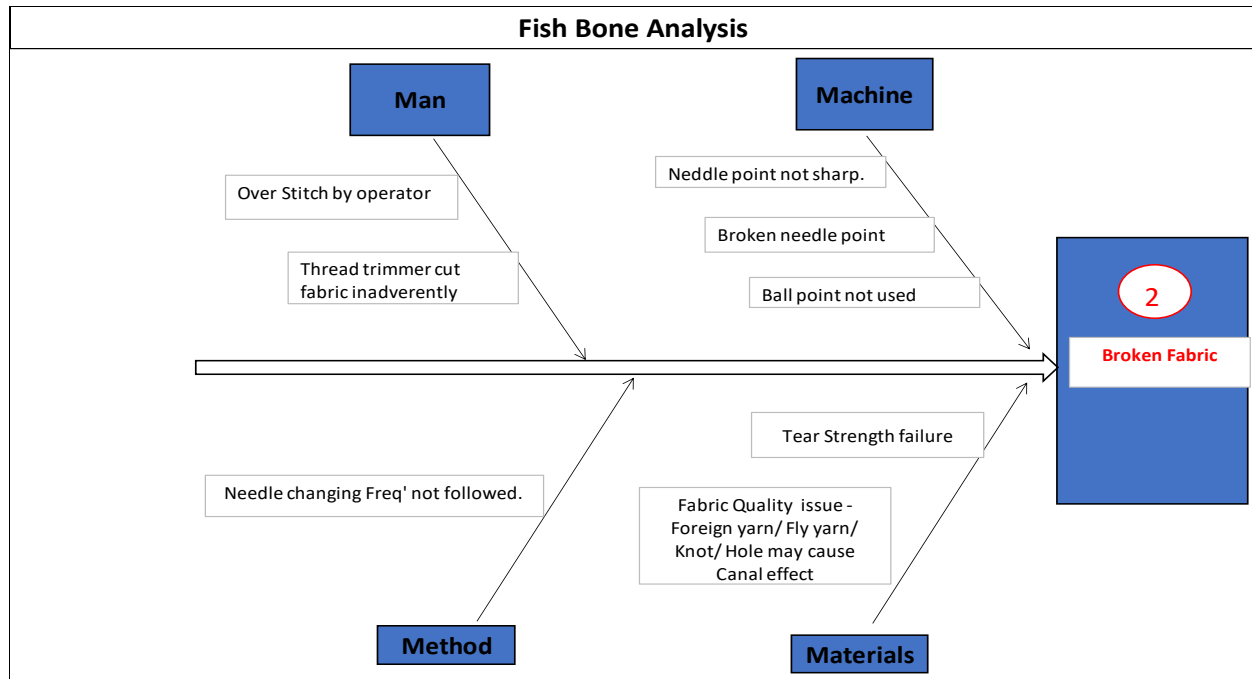 Fish Bone Analysis
Man
Machine
Over Stitch by operator
Thread trimmer cut
fabric inadverently
Neddle point not sharp.
Broken needle point
Ball point not used
2
Broken Fabric
Needle changing Freq' not followed.
Tear Strength failure
Fabric Quality issue -
Foreign yarn/ Fly yarn/
Knot/ Hole may cause
Canal effect
Method
Materials